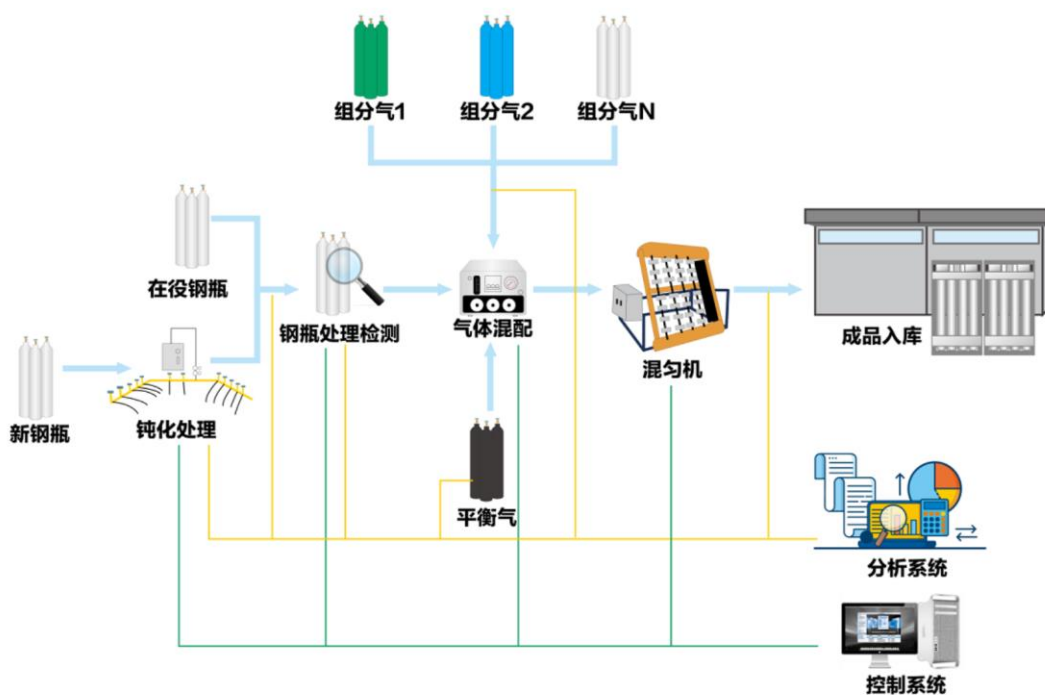 组分气1
组分气2
组分气N
在役钢瓶
钢瓶处理检测
气体混配
混匀机
成品入库
新钢瓶
钝化处理
平衡气
分析系统
控制系统